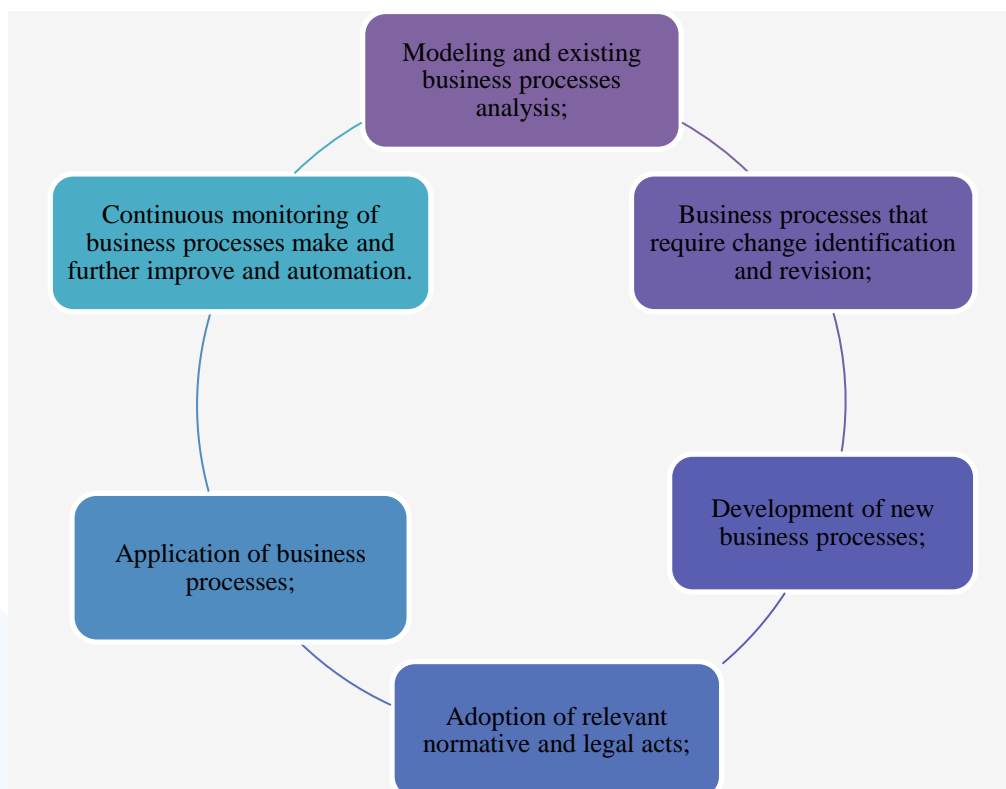 Modeling and existing
business processes
analysis;
Business processes that
require change identification
and revision;
Development of new
business processes;
Adoption of relevant
normative and legal acts;
Application of business
processes;
Continuous monitoring of
business processes make and
further improve and automation.